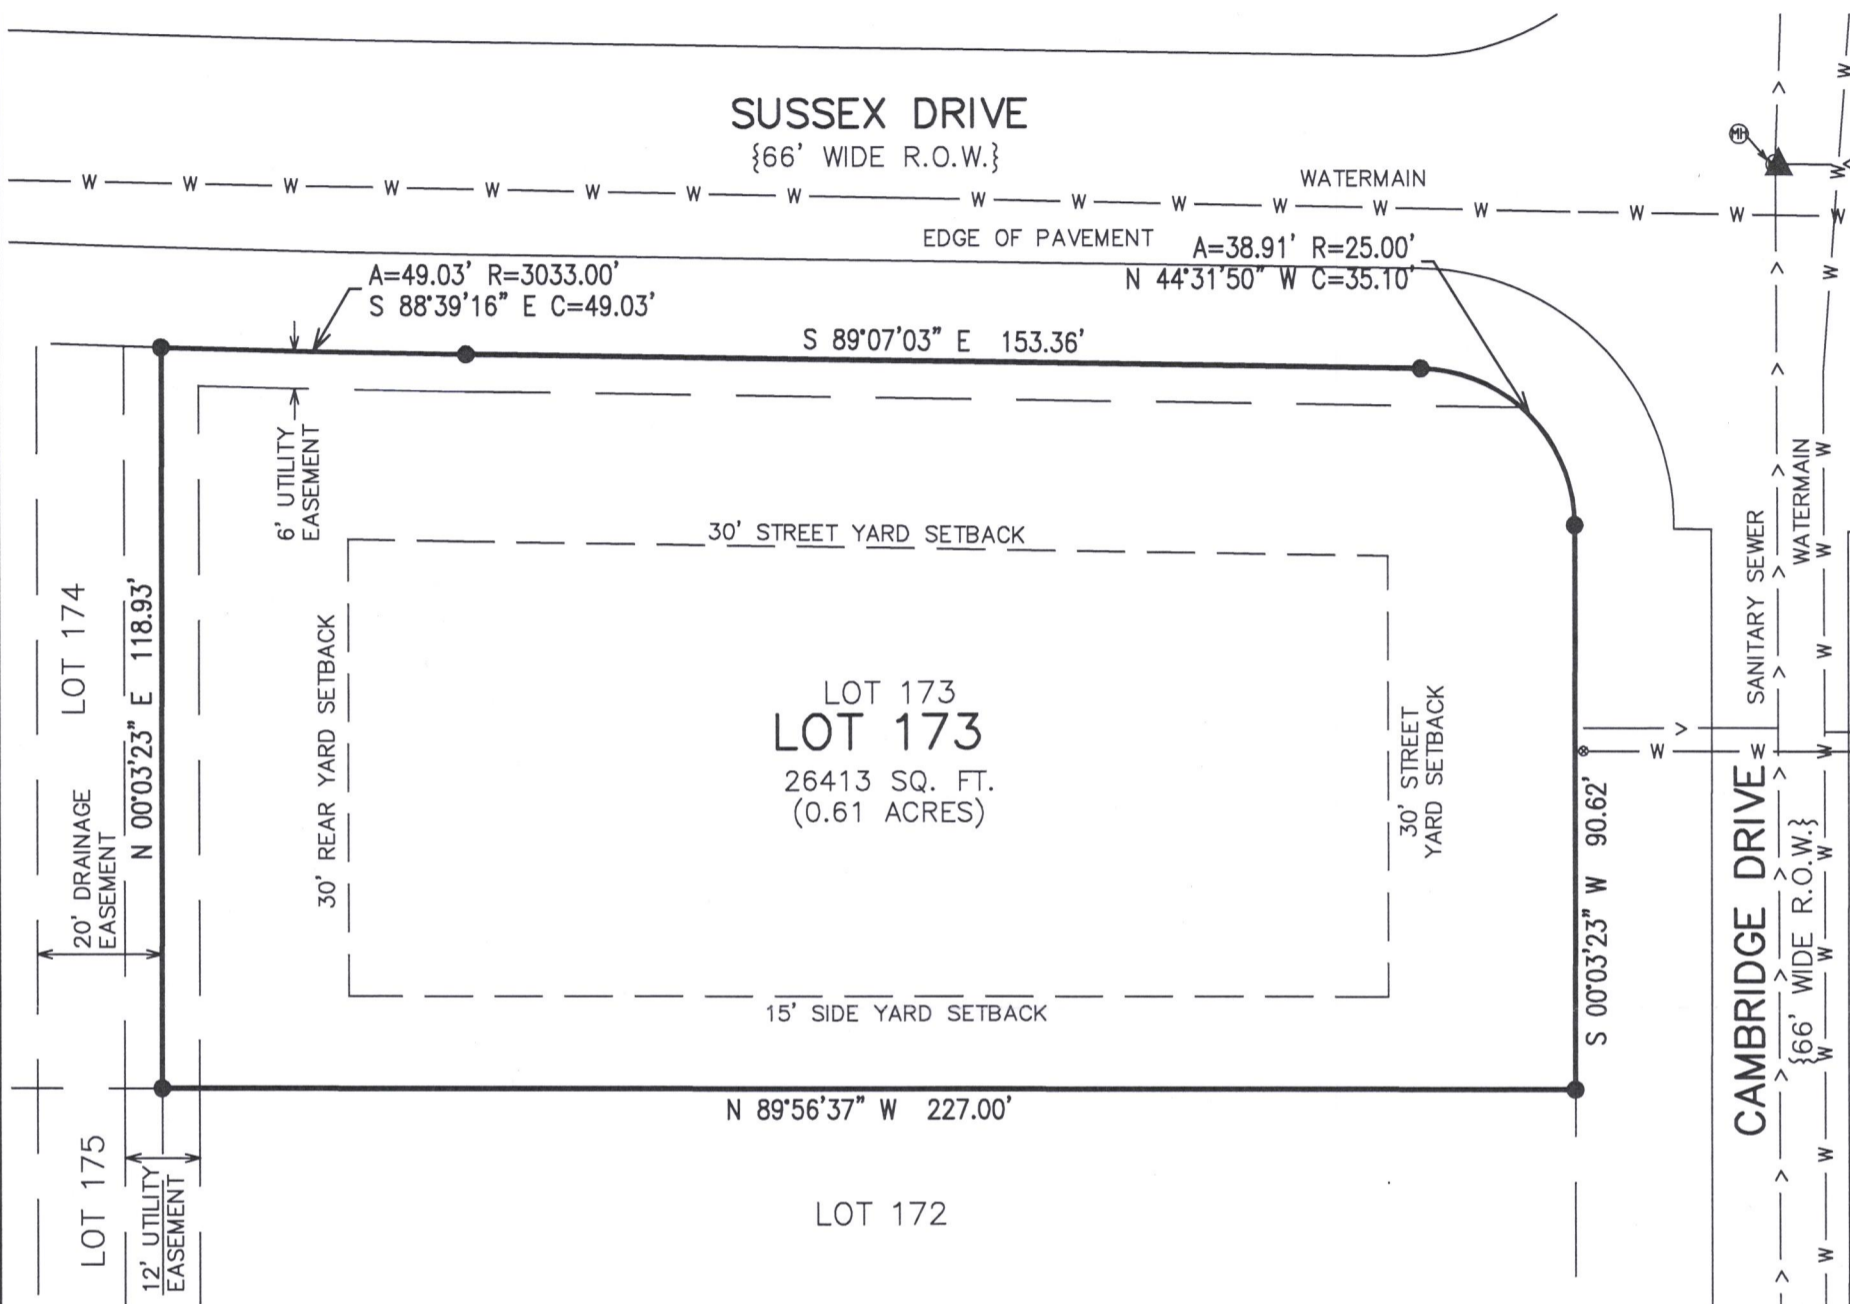 SUSSEX DRIVE
{66' WIDE R.O.W.}
WATERMAIN
MH
W W W W W W W W W W W W W W W W W
EDGE OF PAVEMENT
A=38.91' R=25.00'
N 44°31'50" W C=35.10'
A=49.03' R=3033.00'
S 88°39'16" E C=49.03'
S 89°07'03" E 153.36'
6' UTILITY
EASEMENT
30' STREET YARD SETBACK
LOT 174
N 00°03'23" E 118.93'
20' DRAINAGE
EASEMENT
30' REAR YARD SETBACK
LOT 173
LOT 173
26413 SQ. FT.
(0.61 ACRES)
30' STREET
YARD SETBACK
15' SIDE YARD SETBACK
S 00°03'23" W 90.62'
SANITARY SEWER
WATERMAIN
W W
CAMBRIDGE DRIVE
{66' WIDE R.O.W.}
N 89°56'37" W 227.00'
LOT 175
12' UTILITY
EASEMENT
LOT 172